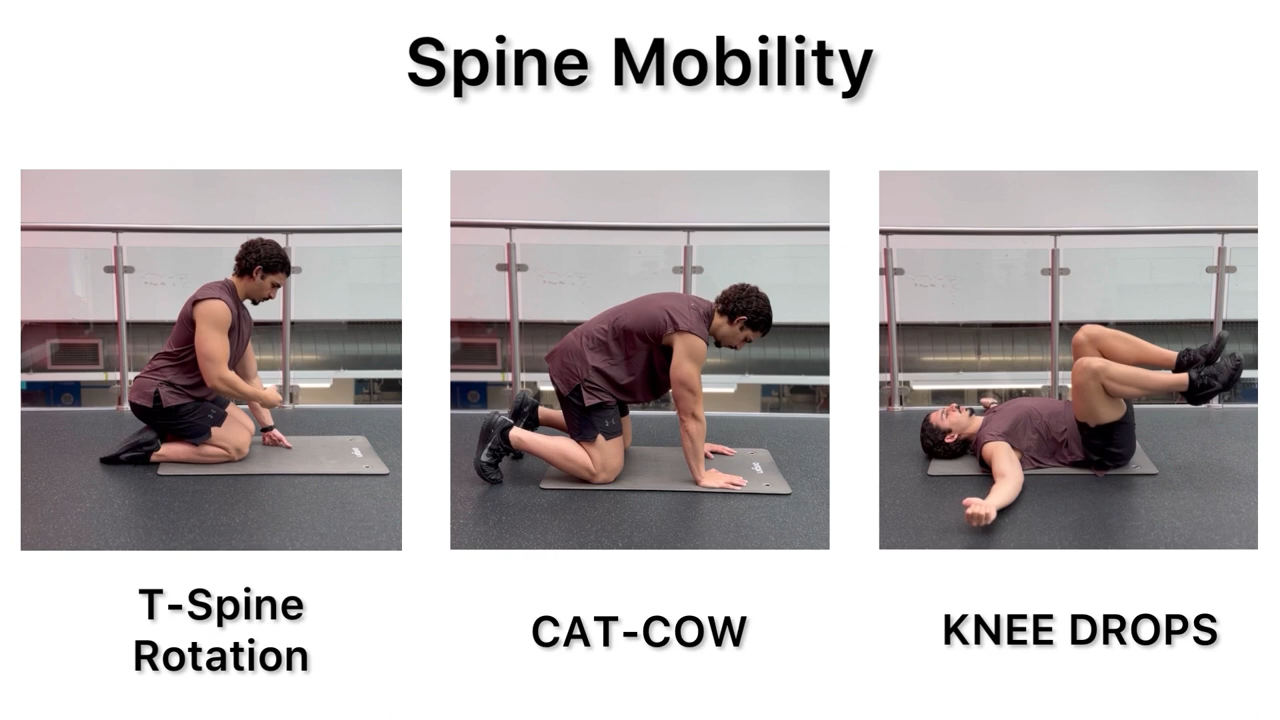 Spine Mobility
T-Spine
Rotation
CAT-COW
KNEE DROPS